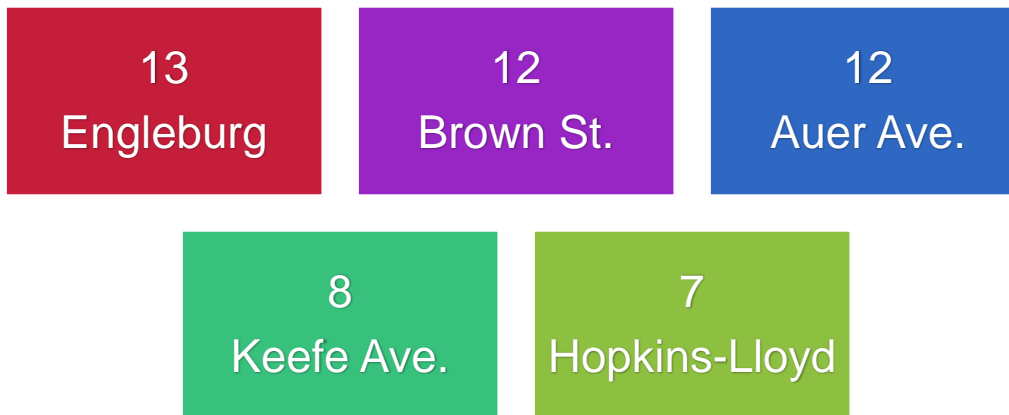 13
Engleburg
12
Brown St.
12
Auer Ave.
8
Keefe Ave.
7
Hopkins-Lloyd